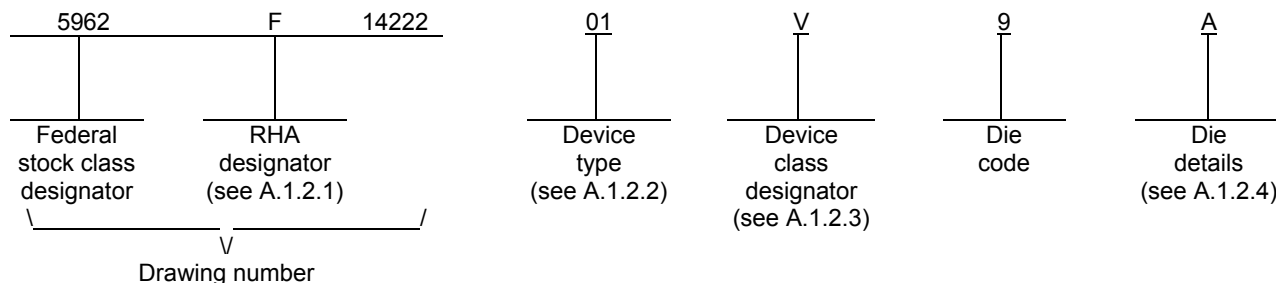 5962 F 14222 01 V 9 A
Federal RHA Device Device Die Die
stock class designator type class code details
designator (see A.1.2.1) (see A.1.2.2) designator (see A.1.2.4)
(see A.1.2.3)
\ /
\/
Drawing number